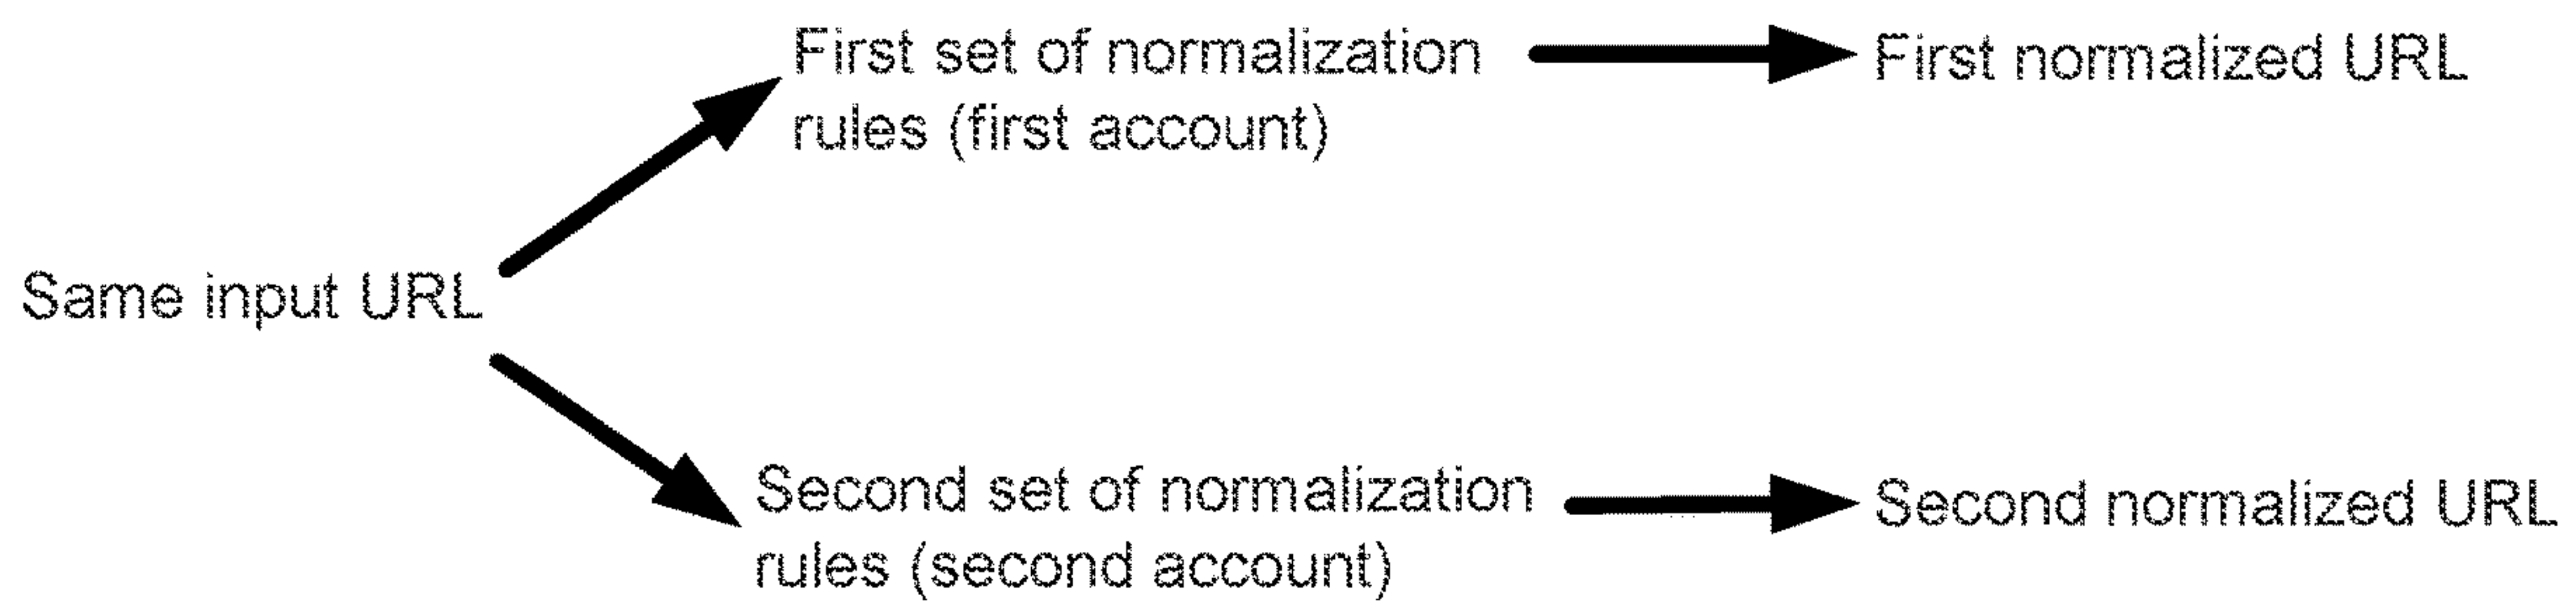 First set of normalization
rules (first account)
First normalized URL
Same input URL
Second set of normalization
rules (second account)
Second normalized URL